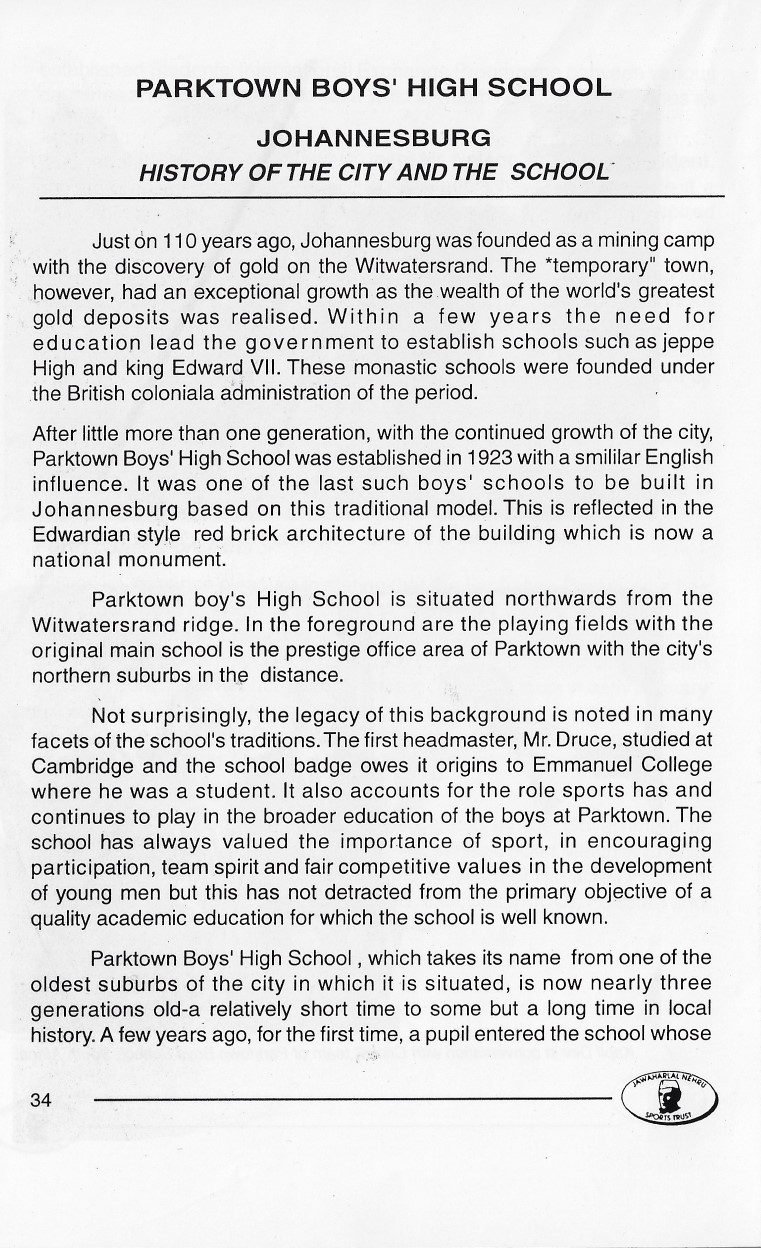 PARKTOWN BOYS' HIGH SCHOOL
JOHANNESBURG
HISTORY OF THE CITY AND THE SCHOOL
Just on 110 years ago, Johannesburg was founded as a mining camp
with the discovery of gold on the Witwatersrand. The *temporary" town,
however, had an exceptional growth as the wealth of the world's greatest
gold deposits was realised. Within a few years the need for
education lead the government to establish schools such as jeppe
High and king Edward VII. These monastic schools were founded under
the British coloniala administration of the period.
After little more than one generation, with the continued growth of the city,
Parktown Boys' High School was established in 1923 with a smililar English
influence. It was one of the last such boys' schools to be built in
Johannesburg based on this traditional model. This is reflected in the
Edwardian style red brick architecture of the building which is now a
national monument.
Parktown boy's High School is situated northwards from the
Witwatersrand ridge. In the foreground are the playing fields with the
original main school is the prestige office area of Parktown with the city's
northern suburbs in the distance.
Not surprisingly, the legacy of this background is noted in many
facets of the school's traditions. The first headmaster, Mr. Druce, studied at
Cambridge and the school badge owes it origins to Emmanuel College
where he was a student. It also accounts for the role sports has and
continues to play in the broader education of the boys at Parktown. The
school has always valued the importance of sport, in encouraging
participation, team spirit and fair competitive values in the development
of young men but this has not detracted from the primary objective of a
quality academic education for which the school is well known.
Parktown Boys' High School , which takes its name from one of the
oldest suburbs of the city in which it is situated, is now nearly three
generations old-a relatively short time to some but a long time in local
history. A few years ago, for the first time, a pupil entered the school whose
34
JAWAHARLAL NEHRU
SPORTS TRUST